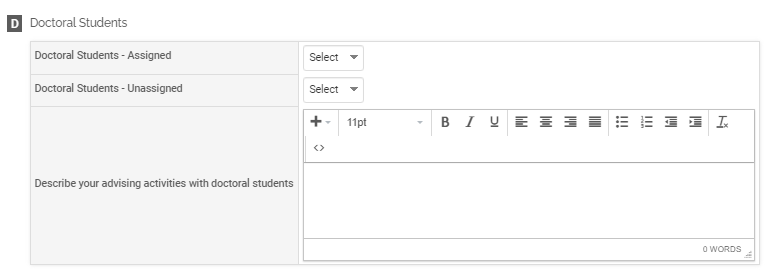 D Doctoral Students
Doctoral Students - Assigned
Select
Doctoral Students - Unassigned
Select
11pt B I U
<>
Describe your advising activities with doctoral students
0 WORDS